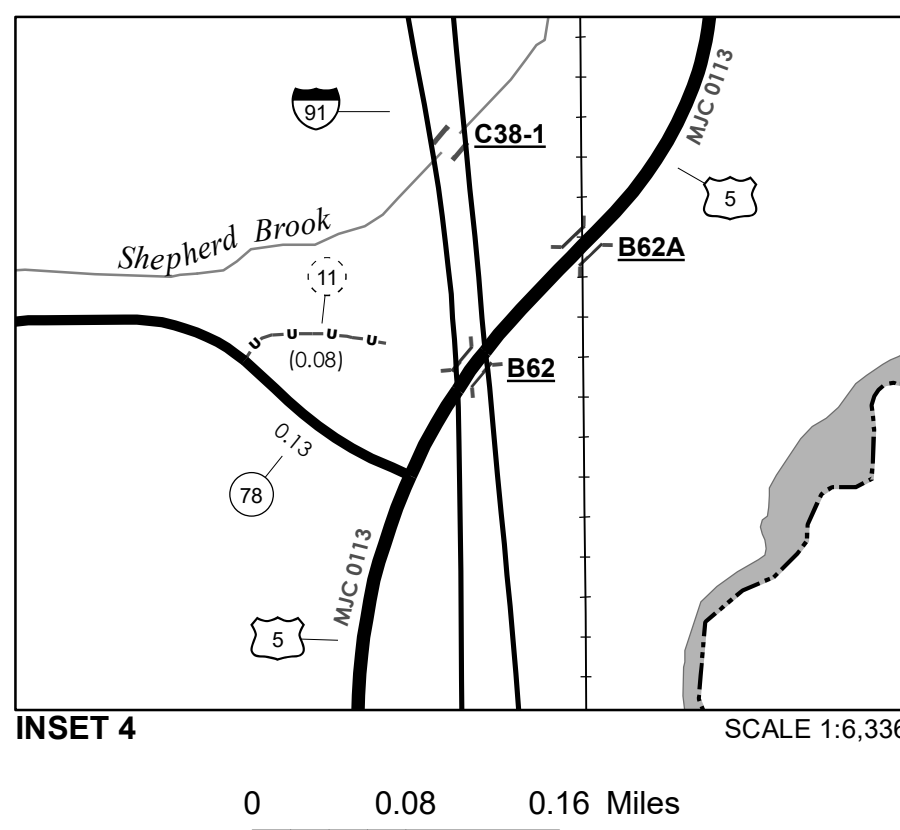 MJC 0113
91
C38-1
5
Shepherd Brook
B62A
11
U U U U
(0.08)
B62
0.13
78
MJC 0113
5
INSET 4
SCALE 1:6,336
0 0.08 0.16 Miles